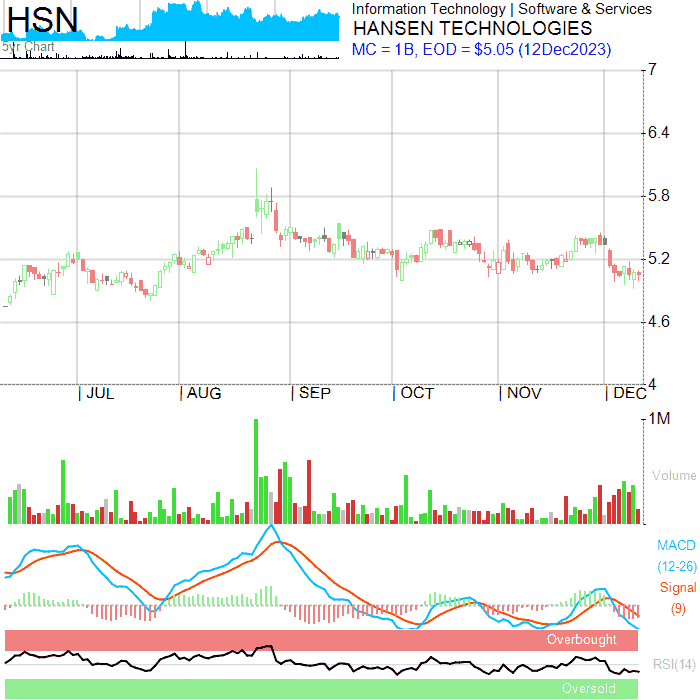 HSN
5yr Chart
Information Technology | Software & Services
HANSEN TECHNOLOGIES
MC = 1B, EOD = $5.05 (12Dec2023)
7
6.4
5.8
5.2
4.6
4
| JUL | AUG | SEP | OCT | NOV | DEC
1M
Volume
MACD
(12-26)
Signal
(9)
Overbought
RSI(14)
Oversold